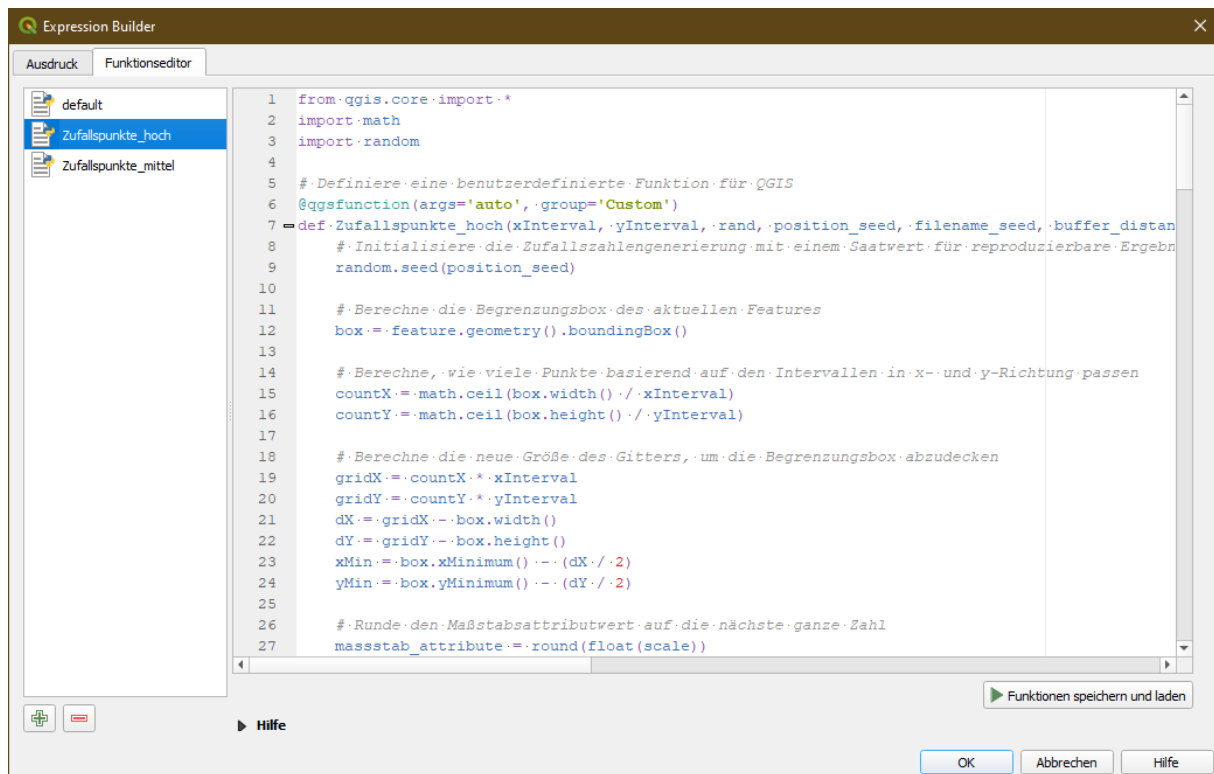 Expression Builder
Ausdruck Funktionseditor
default
Zufallspunkte_hoch
Zufallspunkte_mittel
1 from qgis.core import *
2 import math
3 import random
4
5 # Definiere eine benutzerdefinierte Funktion für QGIS
6 @qgsfunction(args='auto', group='Custom')
7 def Zufallspunkte_hoch(xInterval, yInterval, rand, position_seed, filename_seed, buffer_distan
8 # Initialisiere die Zufallszahlengenerierung mit einem Saatwert für reproduzierbare Ergebn
9 random.seed(position_seed)
10
11 # Berechne die Begrenzungsbox des aktuellen Features
12 box = feature.geometry().boundingBox()
13
14 # Berechne, wie viele Punkte basierend auf den Intervallen in x- und y-Richtung passen
15 countX = math.ceil(box.width() / xInterval)
16 countY = math.ceil(box.height() / yInterval)
17
18 # Berechne die neue Größe des Gitters, um die Begrenzungsbox abzudecken
19 gridX = countX * xInterval
20 gridY = countY * yInterval
21 dX = gridX - box.width()
22 dY = gridY - box.height()
23 xMin = box.xMinimum() - (dX / 2)
24 yMin = box.yMinimum() - (dY / 2)
25
26 # Runde den Maßstabsattributwert auf die nächste ganze Zahl
27 massstab_attribute = round(float(scale))
Funktionen speichern und laden
Hilfe
OK Abbrechen Hilfe